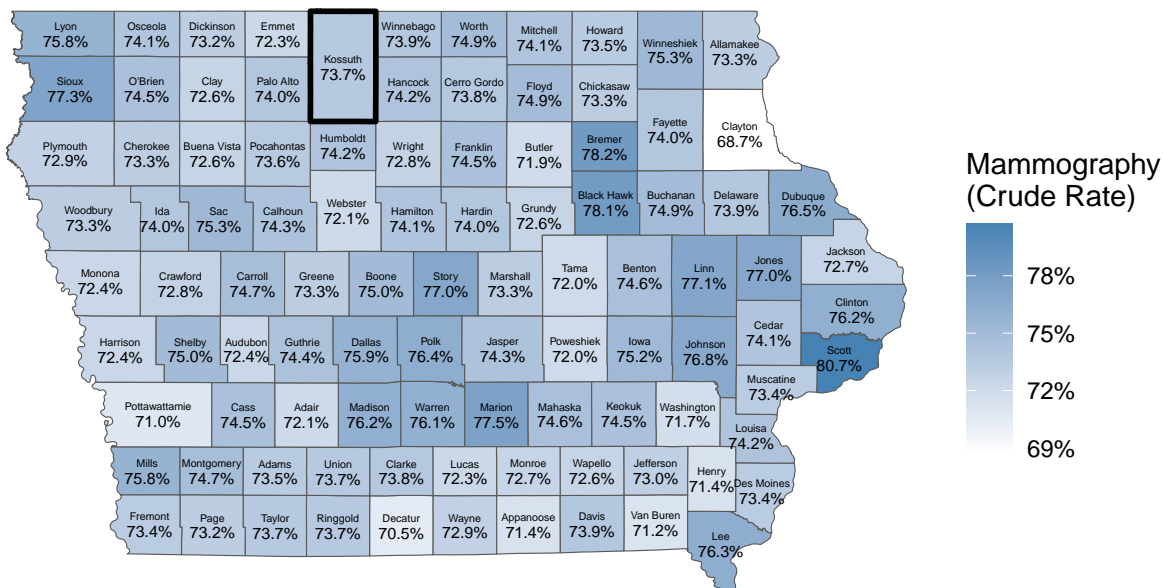 Lyon
75.8%
Osceola
74.1%
Dickinson
73.2%
Emmet
72.3%
Kossuth
73.7%
Winnebago
73.9%
Worth
74.9%
Mitchell
74.1%
Howard
73.5%
Winneshiek
75.3%
Allamakee
73.3%
Sioux
77.3%
O'Brien
74.5%
Clay
72.6%
Palo Alto
74.0%
Hancock
74.2%
Cerro Gordo
73.8%
Floyd
74.9%
Chickasaw
73.3%
Fayette
74.0%
Clayton
68.7%
Plymouth
72.9%
Cherokee
73.3%
Buena Vista
72.6%
Pocahontas
73.6%
Humboldt
74.2%
Wright
72.8%
Franklin
74.5%
Butler
71.9%
Bremer
78.2%
Woodbury
73.3%
Ida
74.0%
Sac
75.3%
Calhoun
74.3%
Webster
72.1%
Hamilton
74.1%
Hardin
74.0%
Grundy
72.6%
Black Hawk
78.1%
Buchanan
74.9%
Delaware
73.9%
Dubuque
76.5%
Monona
72.4%
Crawford
72.8%
Carroll
74.7%
Greene
73.3%
Boone
75.0%
Story
77.0%
Marshall
73.3%
Tama
72.0%
Benton
74.6%
Linn
77.1%
Jones
77.0%
Jackson
72.7%
Clinton
76.2%
Harrison
72.4%
Shelby
75.0%
Audubon
72.4%
Guthrie
74.4%
Dallas
75.9%
Polk
76.4%
Jasper
74.3%
Poweshiek
72.0%
Iowa
75.2%
Johnson
76.8%
Cedar
74.1%
Scott
80.7%
Muscatine
73.4%
Pottawattamie
71.0%
Cass
74.5%
Adair
72.1%
Madison
76.2%
Warren
76.1%
Marion
77.5%
Mahaska
74.6%
Keokuk
74.5%
Washington
71.7%
Louisa
74.2%
Mills
75.8%
Montgomery
74.7%
Adams
73.5%
Union
73.7%
Clarke
73.8%
Lucas
72.3%
Monroe
72.7%
Wapello
72.6%
Jefferson
73.0%
Henry
71.4%
Des Moines
73.4%
Fremont
73.4%
Page
73.2%
Taylor
73.7%
Ringgold
73.7%
Decatur
70.5%
Wayne
72.9%
Appanoose
71.4%
Davis
73.9%
Van Buren
71.2%
Lee
76.3%
Mammography
(Crude Rate)
78%
75%
72%
69%